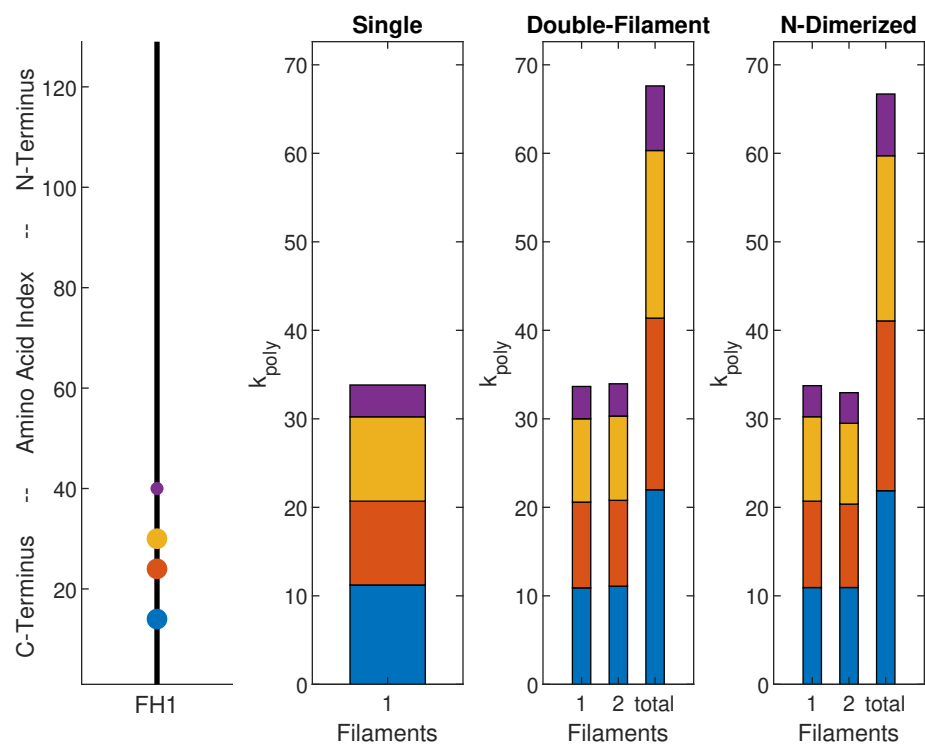 C-Terminus -- Amino Acid Index -- N-Terminus
120
100
80
60
40
20
FH1
Single
k_poly
70
60
50
40
30
20
10
0
1
Filaments
Double-Filament
k_poly
70
60
50
40
30
20
10
0
1 2 total
Filaments
N-Dimerized
k_poly
70
60
50
40
30
20
10
0
1 2 total
Filaments